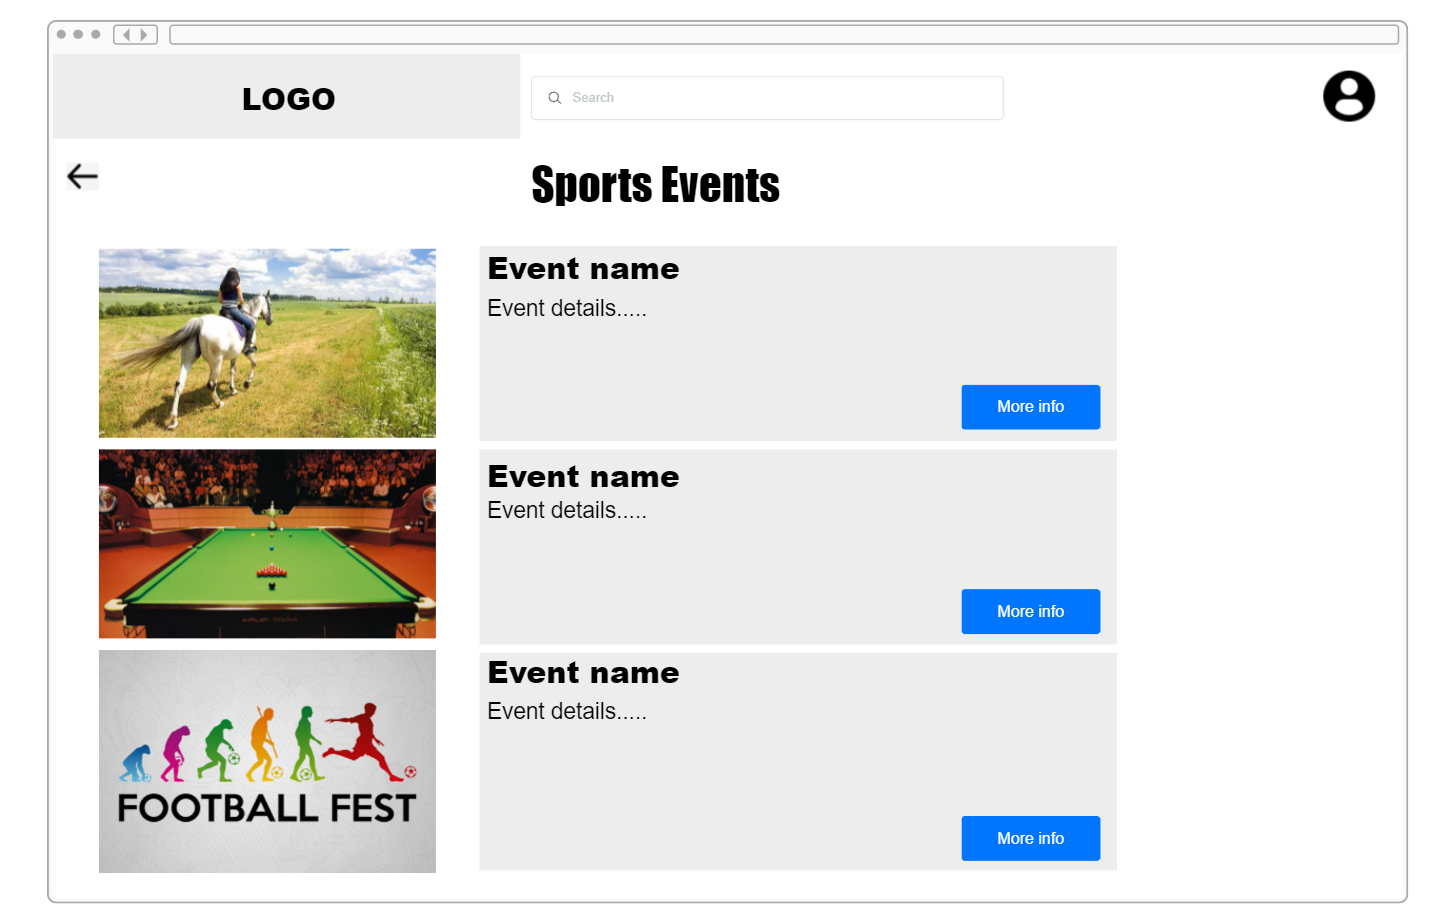 LOGO
Search
Sports Events
Event name
Event details.....
More info
Event name
Event details.....
More info
FOOTBALL FEST
Event name
Event details.....
More info